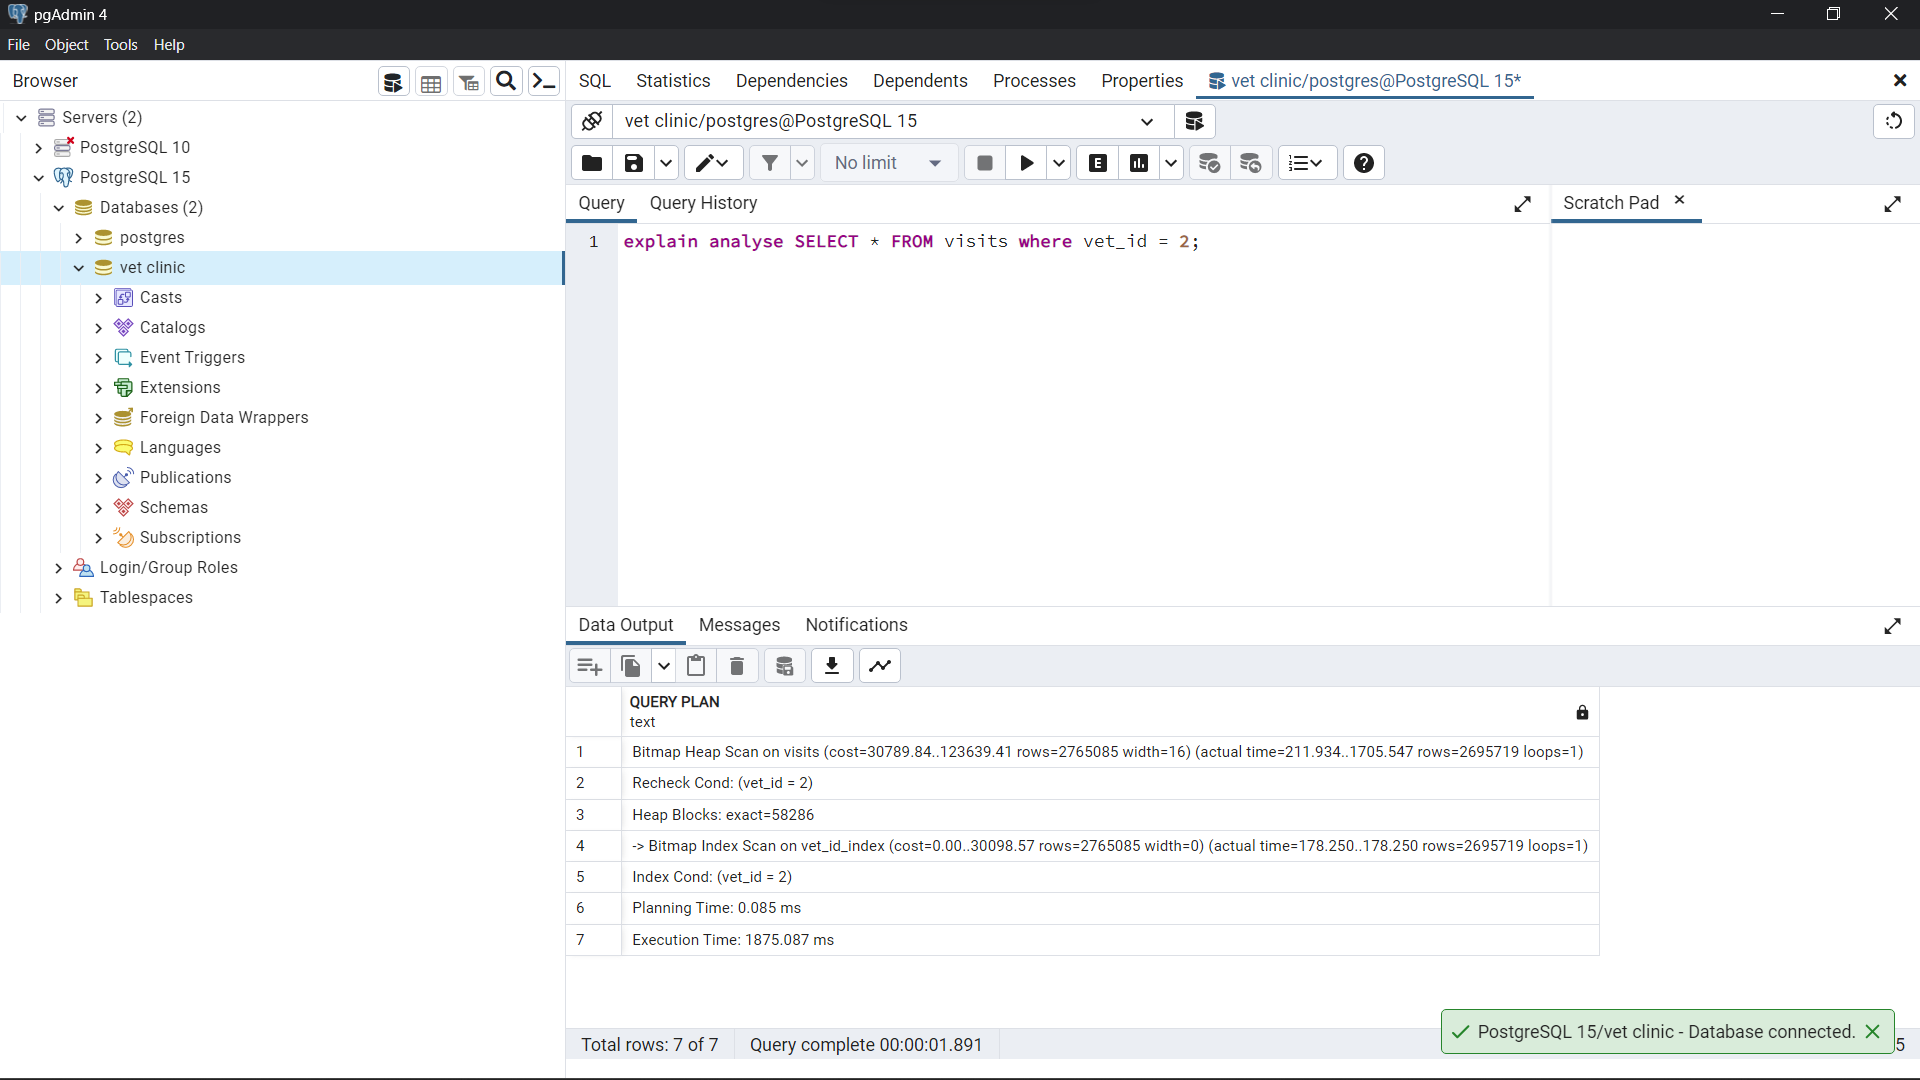 pgAdmin 4
File Object Tools Help
Browser
SQL Statistics Dependencies Dependents Processes Properties vet clinic/postgres@PostgreSQL 15*
Servers (2)
PostgreSQL 10
PostgreSQL 15
Databases (2)
postgres
vet clinic
Casts
Catalogs
Event Triggers
Extensions
Foreign Data Wrappers
Languages
Publications
Schemas
Subscriptions
Login/Group Roles
Tablespaces
vet clinic/postgres@PostgreSQL 15
No limit
E
Query Query History
Scratch Pad
1 explain analyse SELECT * FROM visits where vet_id = 2;
Data Output Messages Notifications
QUERY PLAN
text
1 Bitmap Heap Scan on visits (cost=30789.84..123639.41 rows=2765085 width=16) (actual time=211.934..1705.547 rows=2695719 loops=1)
2 Recheck Cond: (vet_id = 2)
3 Heap Blocks: exact=58286
4 -> Bitmap Index Scan on vet_id_index (cost=0.00..30098.57 rows=2765085 width=0) (actual time=178.250..178.250 rows=2695719 loops=1)
5 Index Cond: (vet_id = 2)
6 Planning Time: 0.085 ms
7 Execution Time: 1875.087 ms
PostgreSQL 15/vet clinic - Database connected.
Total rows: 7 of 7 Query complete 00:00:01.891 5